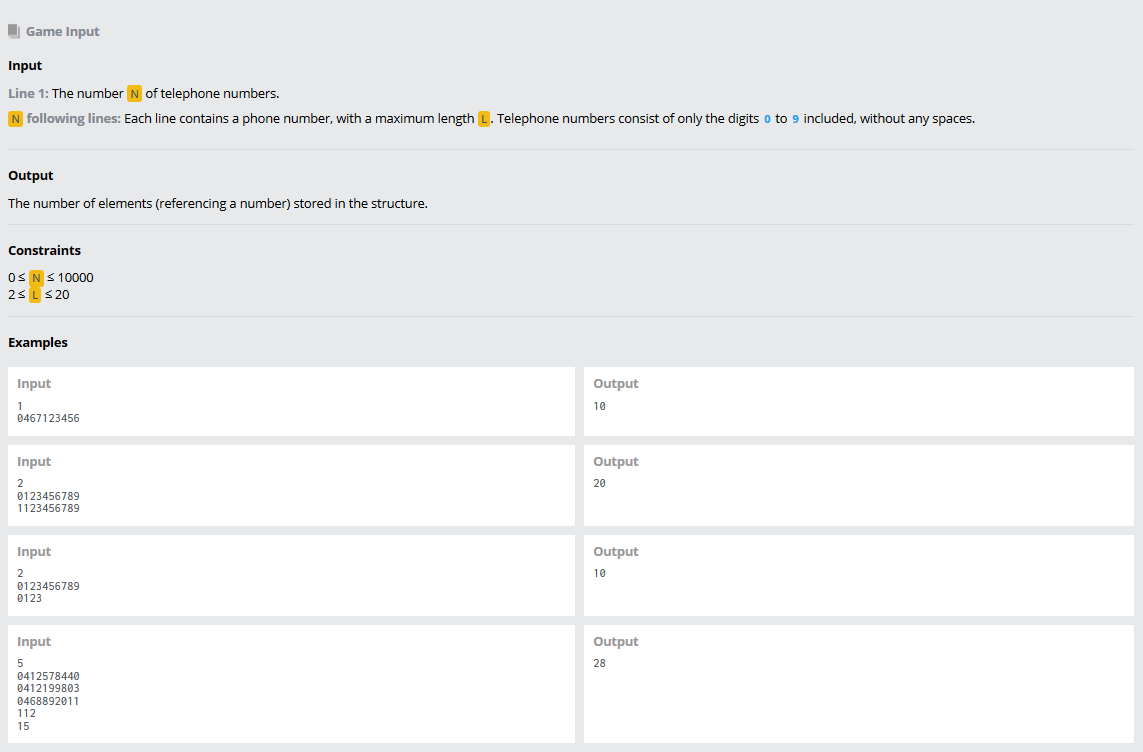 Game Input
Input
Line 1: The number N of telephone numbers.
N following lines: Each line contains a phone number, with a maximum length L. Telephone numbers consist of only the digits 0 to 9 included, without any spaces.
Output
The number of elements (referencing a number) stored in the structure.
Constraints
0 ≤ N ≤ 10000
2 ≤ L ≤ 20
Examples
Input
1
0467123456
Output
10
Input
2
0123456789
1123456789
Output
20
Input
2
0123456789
0123
Output
10
Input
5
0412578440
0412199803
0468892011
112
15
Output
28